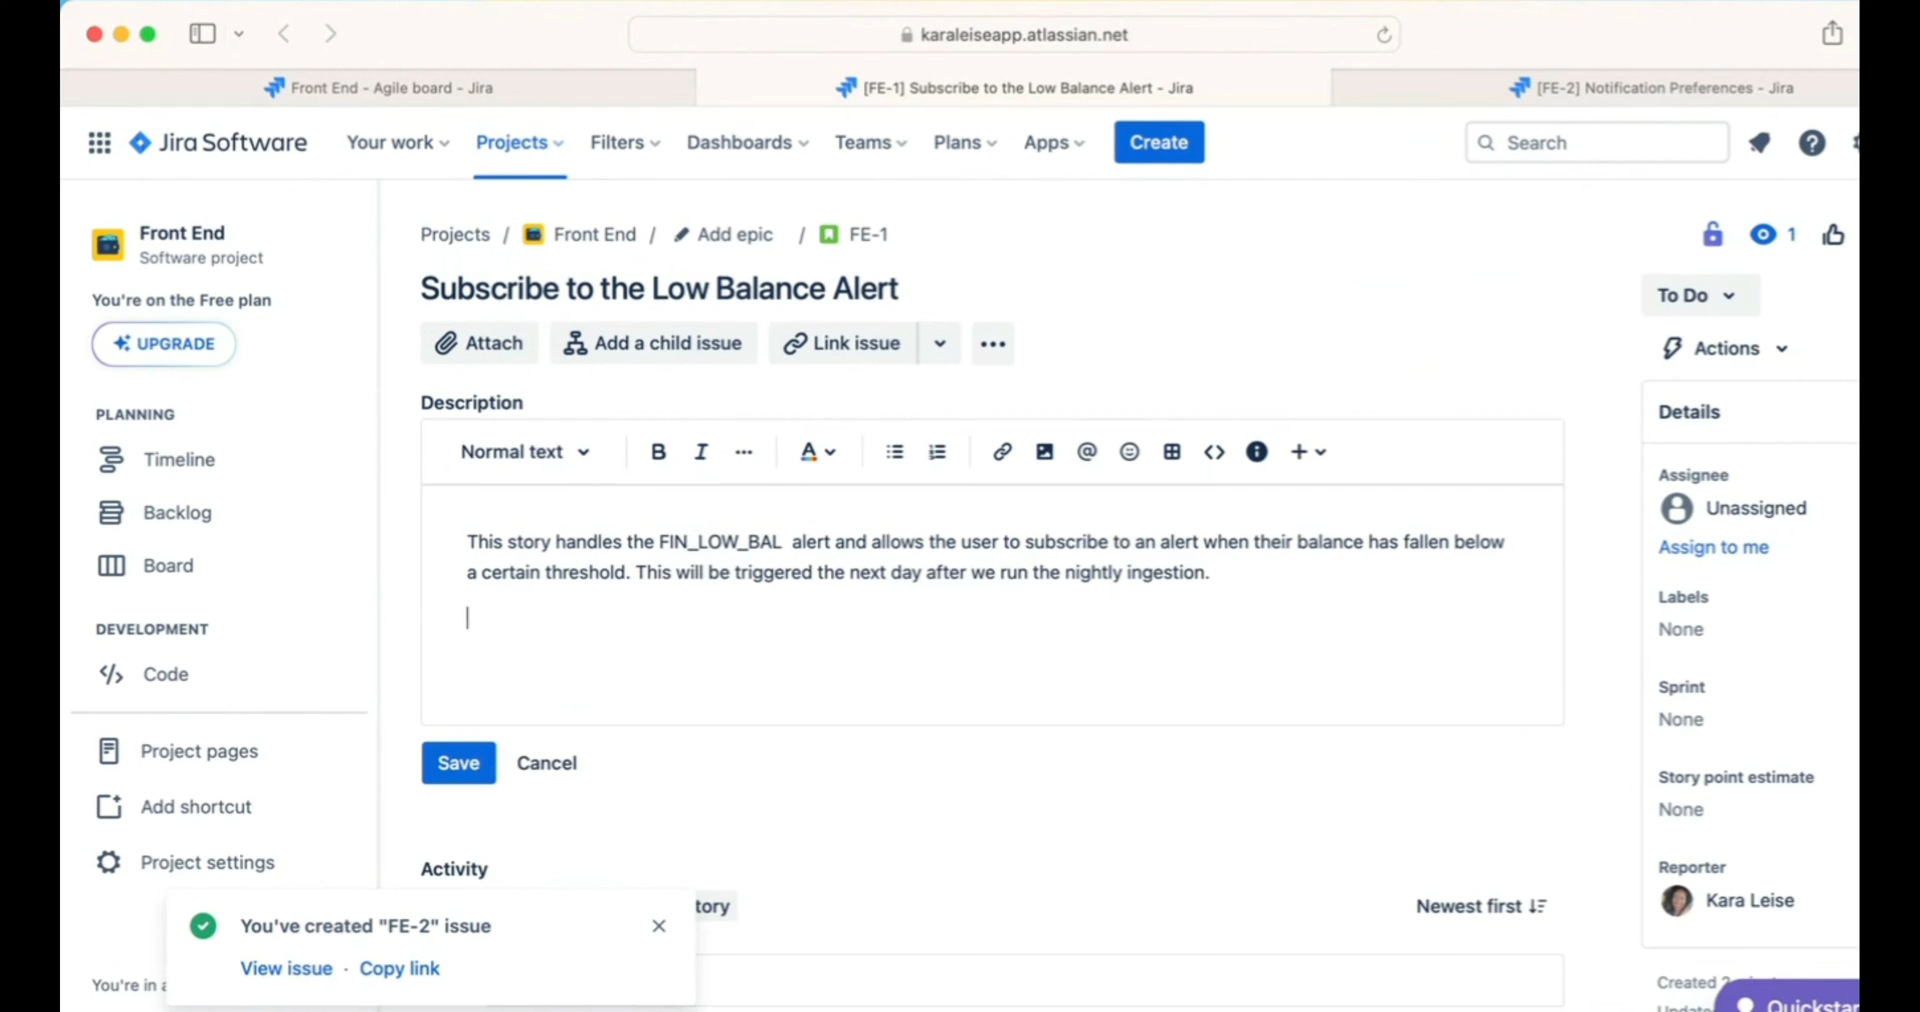 karaleiseapp.atlassian.net
Front End - Agile board - Jira
[FE-1] Subscribe to the Low Balance Alert - Jira
[FE-2] Notification Preferences - Jira
Jira Software
Your work
Projects
Filters
Dashboards
Teams
Plans
Apps
Create
Search
Front End
Software project
You're on the Free plan
UPGRADE
PLANNING
Timeline
Backlog
Board
DEVELOPMENT
Code
Project pages
Add shortcut
Project settings
You're in a
Projects / Front End / Add epic / FE-1
1
Subscribe to the Low Balance Alert
Attach
Add a child issue
Link issue
Description
Normal text
This story handles the FIN_LOW_BAL alert and allows the user to subscribe to an alert when their balance has fallen below
a certain threshold. This will be triggered the next day after we run the nightly ingestion.
Save
Cancel
Activity
tory
Newest first
You've created "FE-2" issue
View issue · Copy link
To Do
Actions
Details
Assignee
Unassigned
Assign to me
Labels
None
Sprint
None
Story point estimate
None
Reporter
Kara Leise
Created
Quickstar